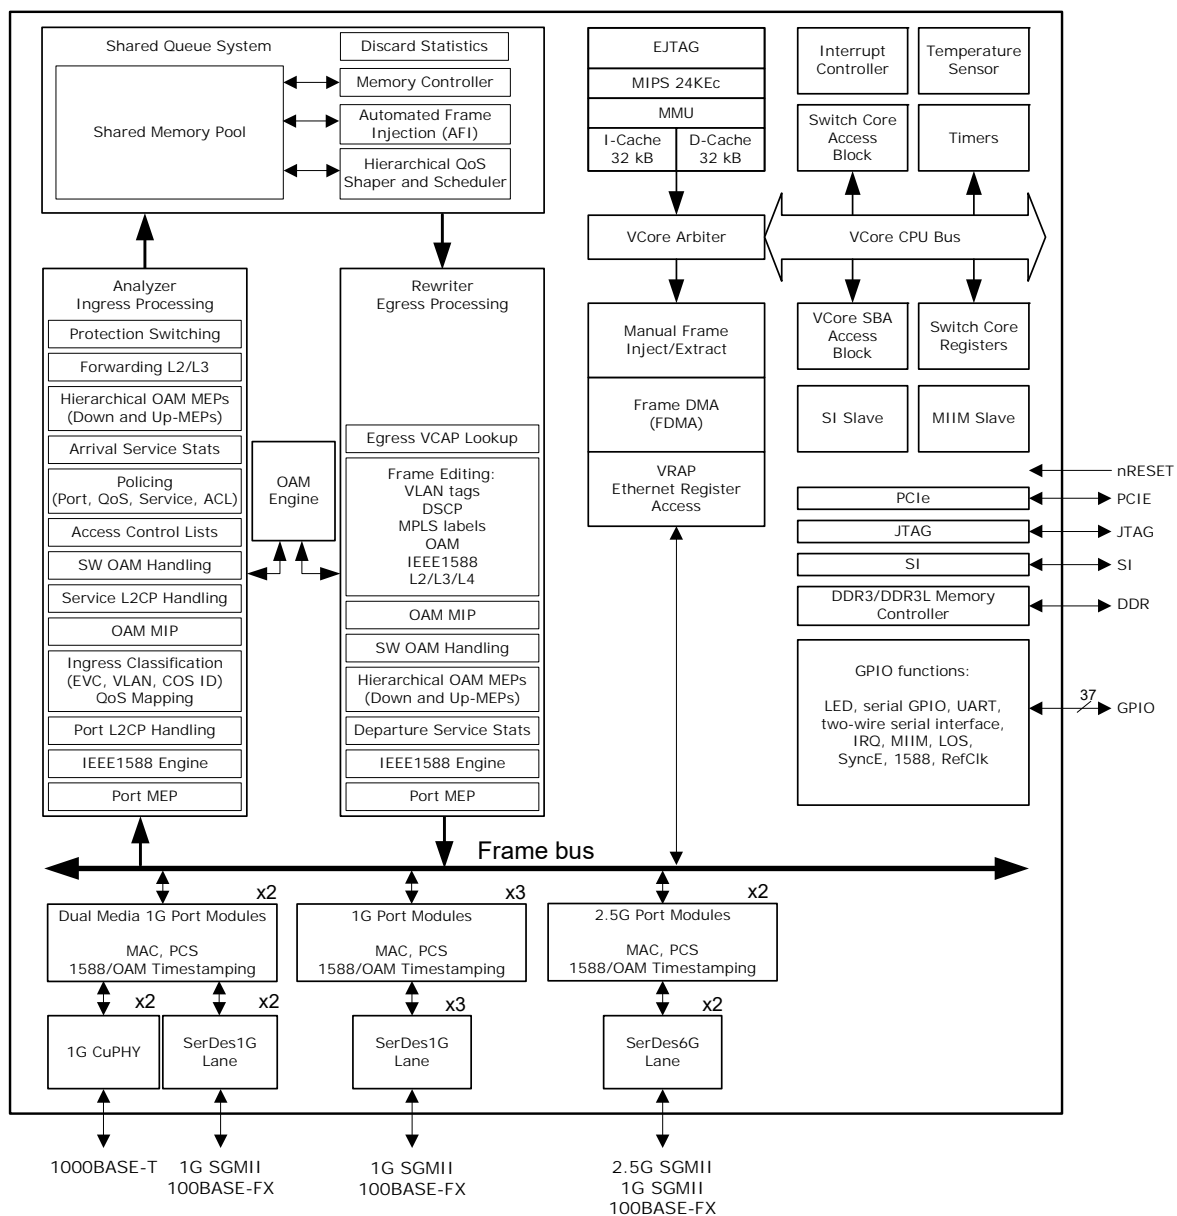 Shared Queue System
Discard Statistics
Shared Memory Pool
Memory Controller
Automated Frame
Injection (AFI)
Hierarchical QoS
Shaper and Scheduler
EJTAG
MIPS 24KEc
MMU
I-Cache
32 kB
D-Cache
32 kB
Interrupt
Controller
Temperature
Sensor
Switch Core
Access
Block
Timers
VCore Arbiter
VCore CPU Bus
Analyzer
Ingress Processing
Protection Switching
Forwarding L2/L3
Hierarchical OAM MEPs
(Down and Up-MEPs)
Arrival Service Stats
Policing
(Port, QoS, Service, ACL)
Access Control Lists
SW OAM Handling
Service L2CP Handling
OAM MIP
Ingress Classification
(EVC, VLAN, COS ID)
QoS Mapping
Port L2CP Handling
IEEE1588 Engine
Port MEP
OAM
Engine
Rewriter
Egress Processing
Egress VCAP Lookup
Frame Editing:
VLAN tags
DSCP
MPLS labels
OAM
IEEE1588
L2/L3/L4
OAM MIP
SW OAM Handling
Hierarchical OAM MEPs
(Down and Up-MEPs)
Departure Service Stats
IEEE1588 Engine
Port MEP
Manual Frame
Inject/Extract
Frame DMA
(FDMA)
VRAP
Ethernet Register
Access
VCore SBA
Access
Block
Switch Core
Registers
SI Slave
MIIM Slave
nRESET
PCIe
PCIE
JTAG
JTAG
SI
SI
DDR3/DDR3L Memory
Controller
DDR
GPIO functions:
LED, serial GPIO, UART,
two-wire serial interface,
IRQ, MIIM, LOS,
SyncE, 1588, RefClk
37
GPIO
Frame bus
x2
Dual Media 1G Port Modules
MAC, PCS
1588/OAM Timestamping
x3
1G Port Modules
MAC, PCS
1588/OAM Timestamping
x2
2.5G Port Modules
MAC, PCS
1588/OAM Timestamping
x2
1G CuPHY
x2
SerDes1G
Lane
x3
SerDes1G
Lane
x2
SerDes6G
Lane
1000BASE-T
1G SGMII
100BASE-FX
1G SGMII
100BASE-FX
2.5G SGMII
1G SGMII
100BASE-FX